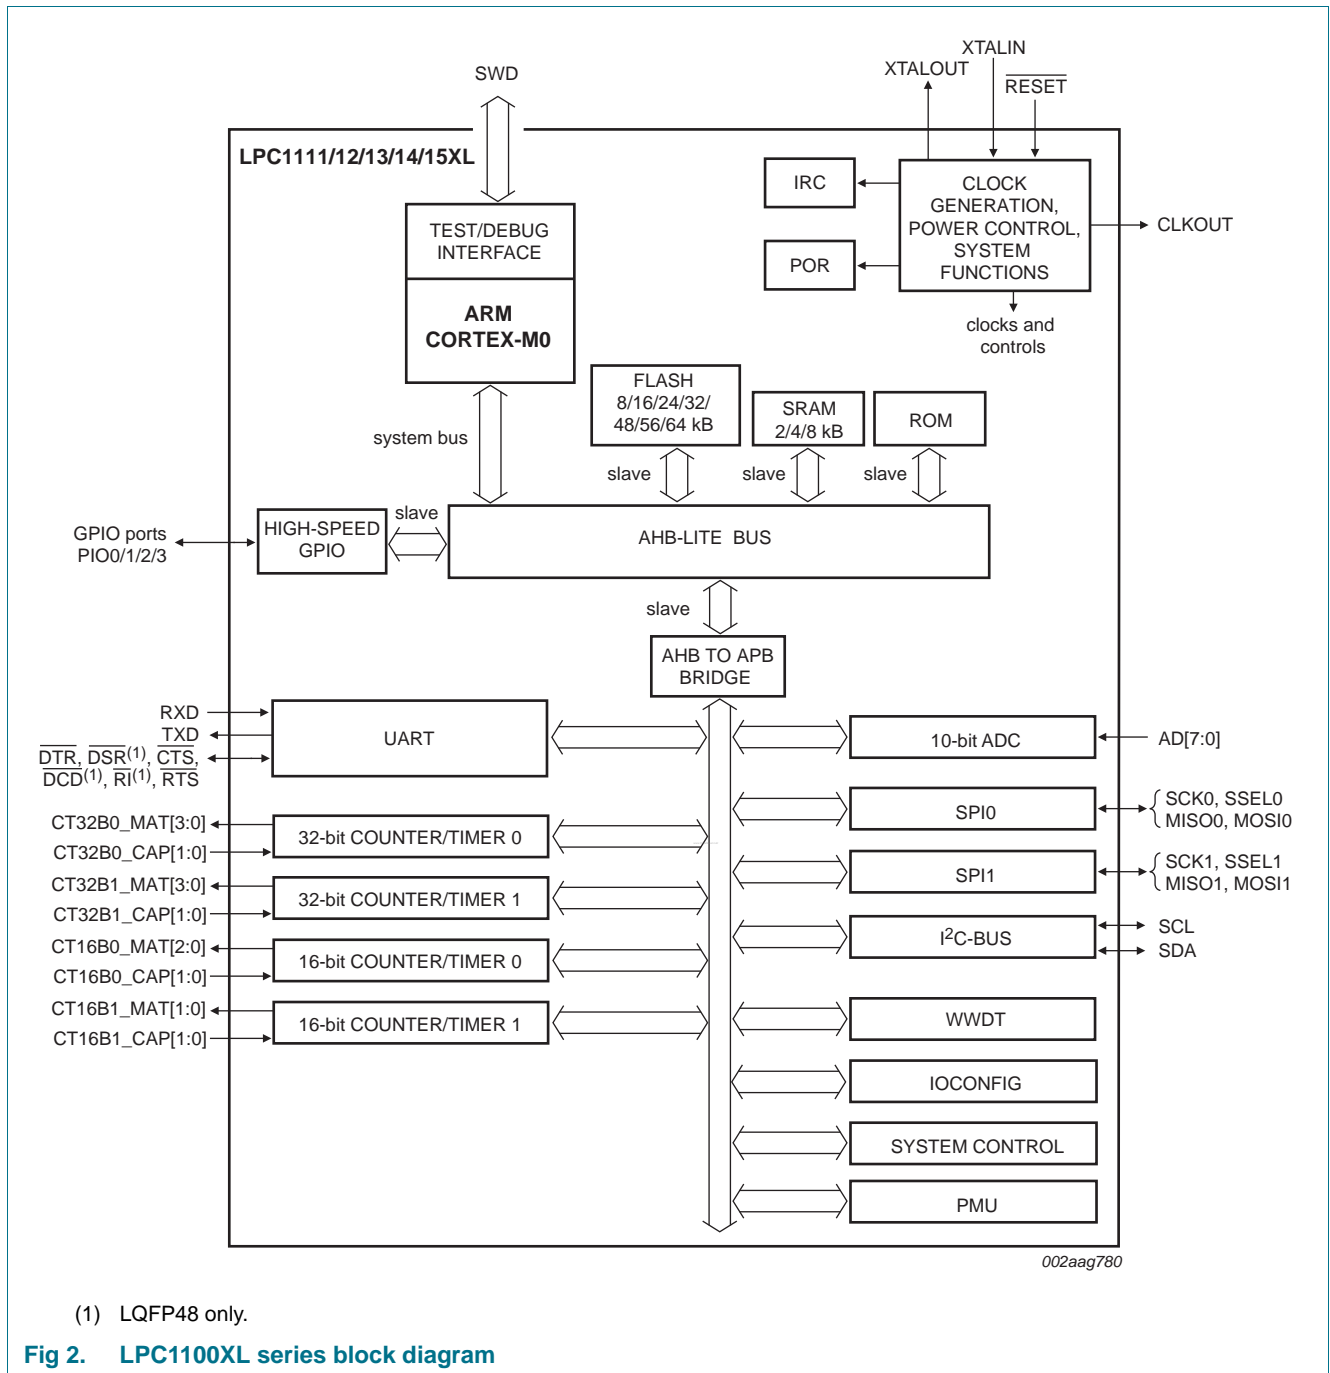 XTALIN
XTALOUT
RESET
SWD
LPC1111/12/13/14/15XL
IRC
POR
CLOCK
GENERATION,
POWER CONTROL,
SYSTEM
FUNCTIONS
CLKOUT
clocks and
controls
TEST/DEBUG
INTERFACE
ARM
CORTEX-M0
system bus
FLASH
8/16/24/32/
48/56/64 kB
SRAM
2/4/8 kB
ROM
slave
slave
slave
GPIO ports
PIO0/1/2/3
HIGH-SPEED
GPIO
slave
AHB-LITE BUS
slave
AHB TO APB
BRIDGE
RXD
TXD
DTR, DSR(1), CTS,
DCD(1), RI(1), RTS
UART
10-bit ADC
AD[7:0]
CT32B0_MAT[3:0]
CT32B0_CAP[1:0]
32-bit COUNTER/TIMER 0
SPI0
SCK0, SSEL0
MISO0, MOSI0
CT32B1_MAT[3:0]
CT32B1_CAP[1:0]
32-bit COUNTER/TIMER 1
SPI1
SCK1, SSEL1
MISO1, MOSI1
CT16B0_MAT[2:0]
CT16B0_CAP[1:0]
16-bit COUNTER/TIMER 0
I2C-BUS
SCL
SDA
CT16B1_MAT[1:0]
CT16B1_CAP[1:0]
16-bit COUNTER/TIMER 1
WWDT
IOCONFIG
SYSTEM CONTROL
PMU
002aag780
(1) LQFP48 only.
Fig 2. LPC1100XL series block diagram